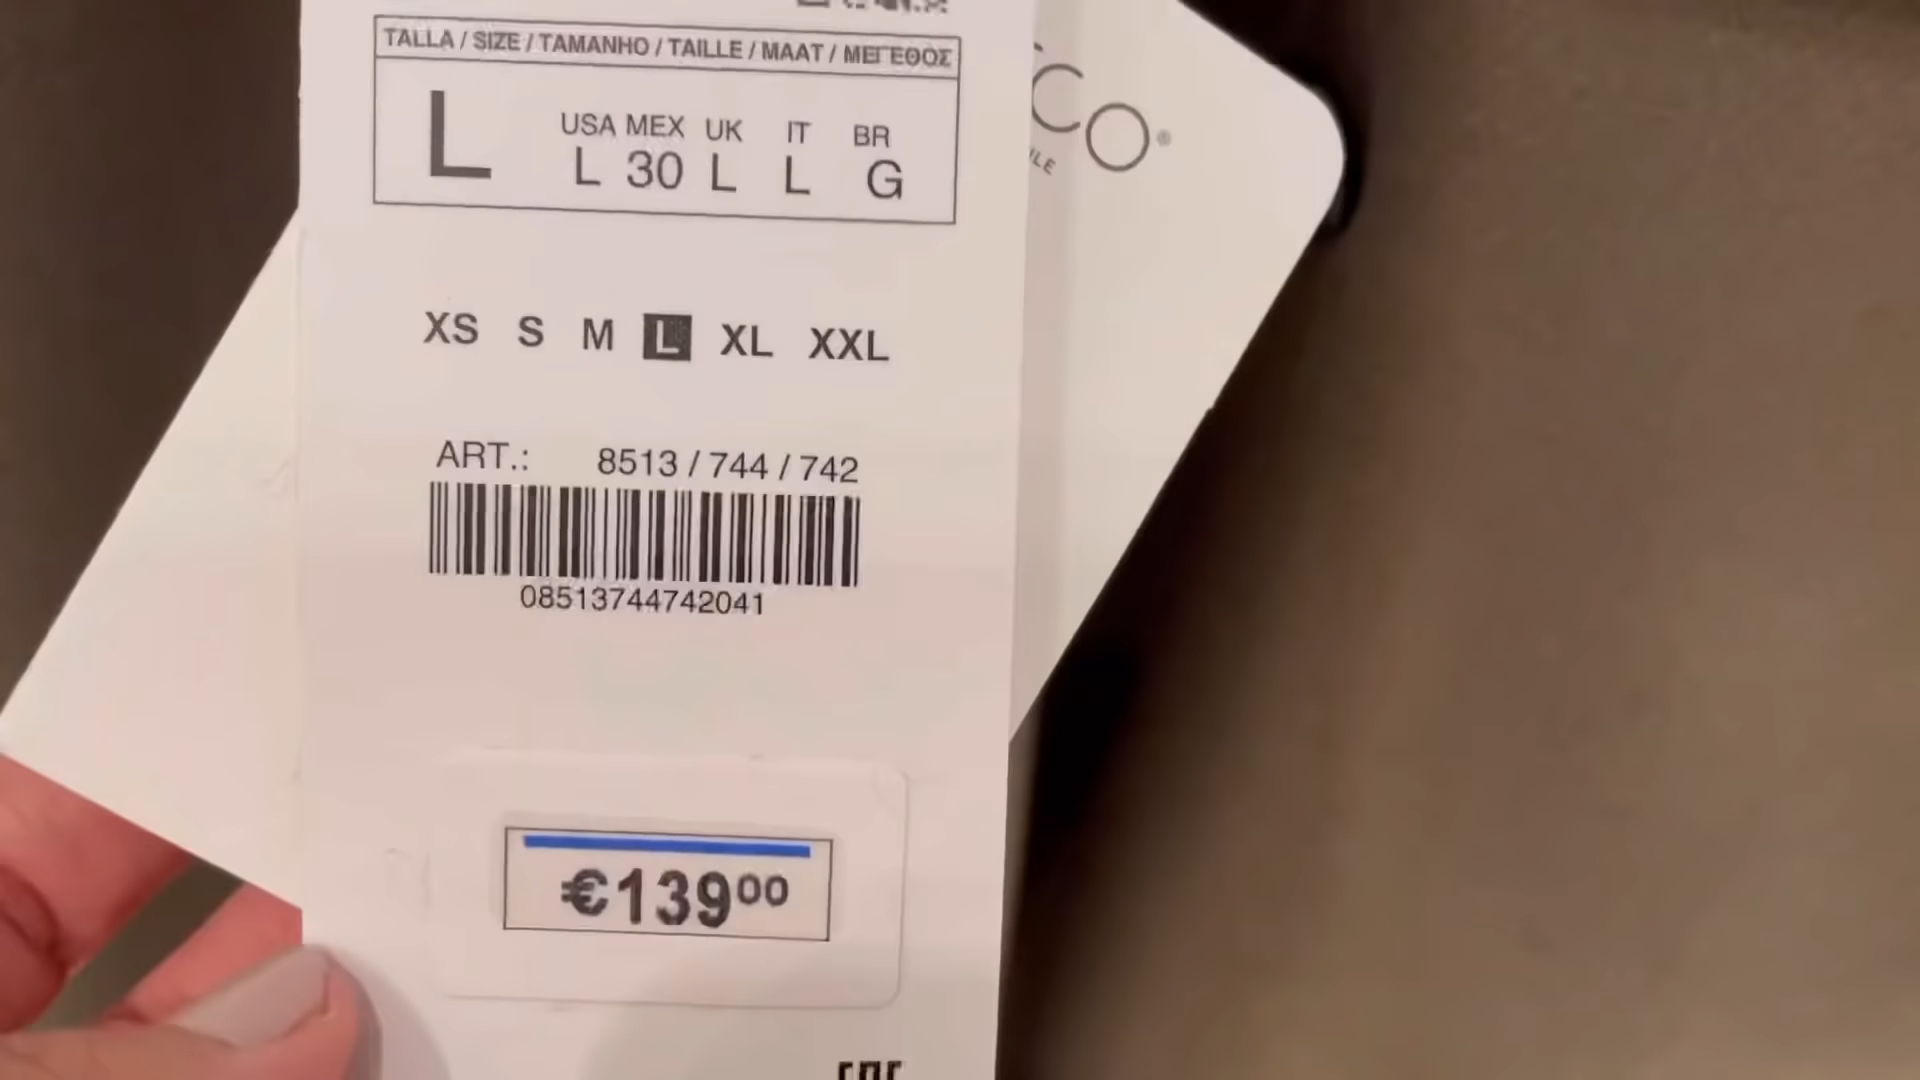 TALLA / SIZE / TAMANHO / TAILLE / MAAT / ΜΕΓΕΘΟΣ
L
USA MEX UK IT BR
L 30 L L G
XS S M L XL XXL
ART.: 8513 / 744 / 742
08513744742041
€139⁰⁰
CO®